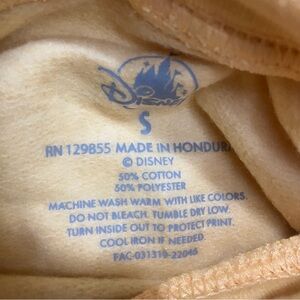 Disney
S
RN 129855 MADE IN HONDURA
© DISNEY
50% COTTON
50% POLYESTER
MACHINE WASH WARM WITH LIKE COLORS.
DO NOT BLEACH. TUMBLE DRY LOW.
TURN INSIDE OUT TO PROTECT PRINT.
COOL IRON IF NEEDED.
FAC-031310-22046